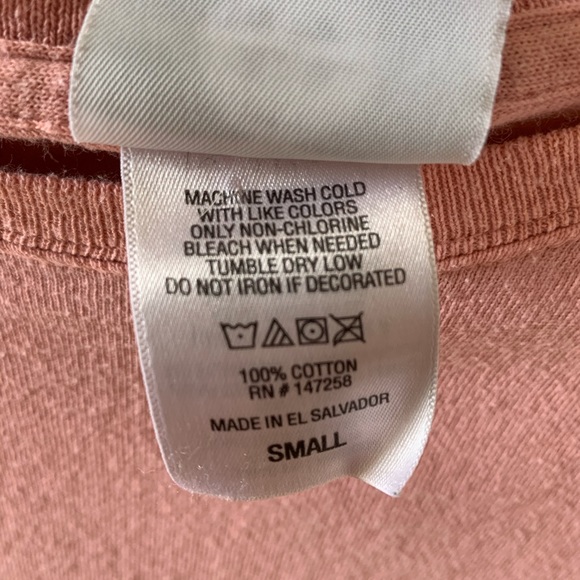 MACHINE WASH COLD
WITH LIKE COLORS
ONLY NON-CHLORINE
BLEACH WHEN NEEDED
TUMBLE DRY LOW
DO NOT IRON IF DECORATED
100% COTTON
RN # 147258
MADE IN EL SALVADOR
SMALL